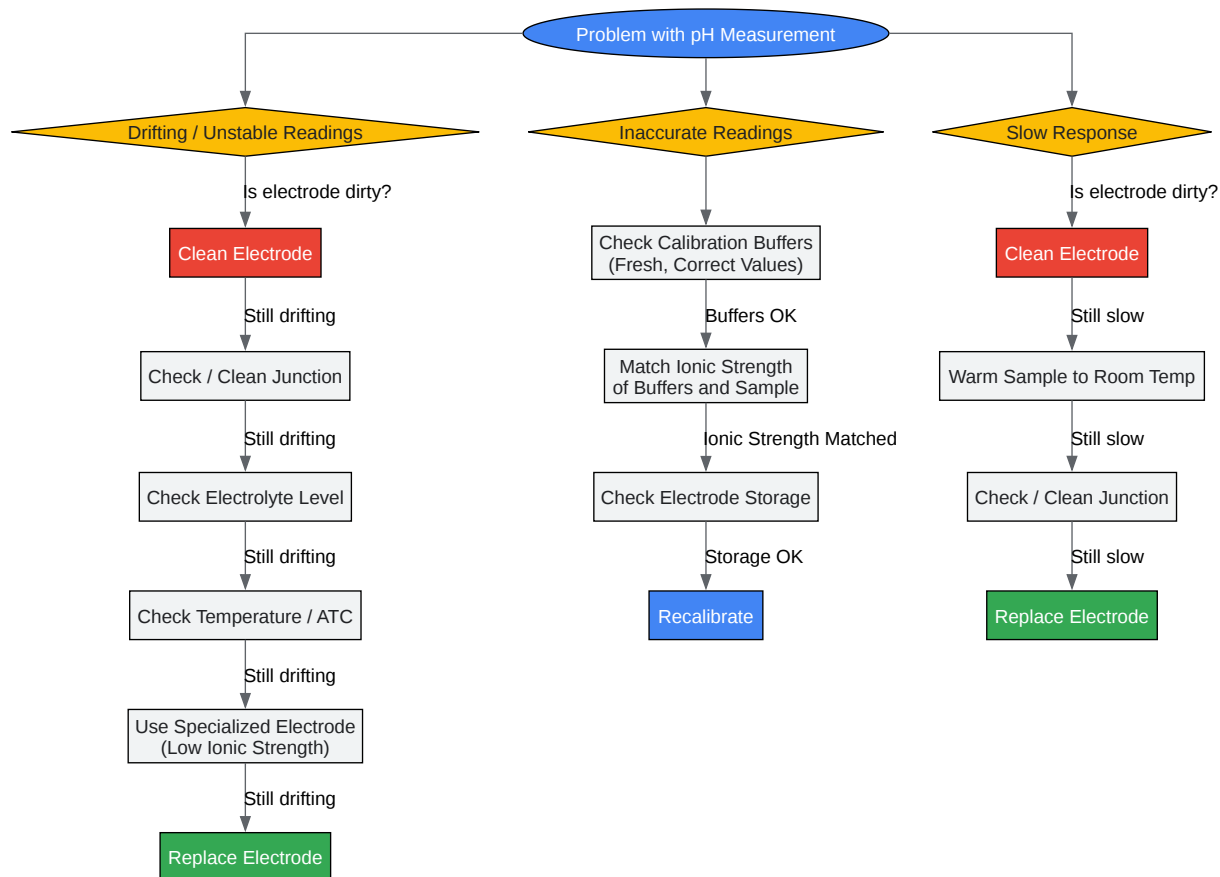 Problem with pH Measurement
Drifting / Unstable Readings
Inaccurate Readings
Slow Response
Is electrode dirty?
Is electrode dirty?
Clean Electrode
Check Calibration Buffers
(Fresh, Correct Values)
Clean Electrode
Still drifting
Buffers OK
Still slow
Check / Clean Junction
Match Ionic Strength
of Buffers and Sample
Warm Sample to Room Temp
Still drifting
Ionic Strength Matched
Still slow
Check Electrolyte Level
Check Electrode Storage
Check / Clean Junction
Still drifting
Storage OK
Still slow
Check Temperature / ATC
Recalibrate
Replace Electrode
Still drifting
Use Specialized Electrode
(Low Ionic Strength)
Still drifting
Replace Electrode